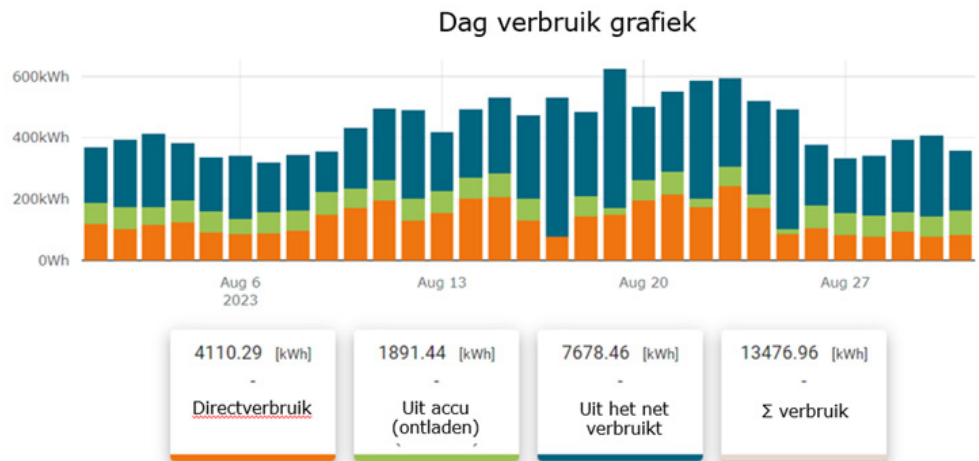 Dag verbruik grafiek
600kWh
400kWh
200kWh
0Wh
Aug 6
2023
Aug 13
Aug 20
Aug 27
4110.29 [kWh]
-
Directverbruik
1891.44 [kWh]
-
Uit accu
(ontladen)
7678.46 [kWh]
-
Uit het net
verbruikt
13476.96 [kWh]
-
Σ verbruik